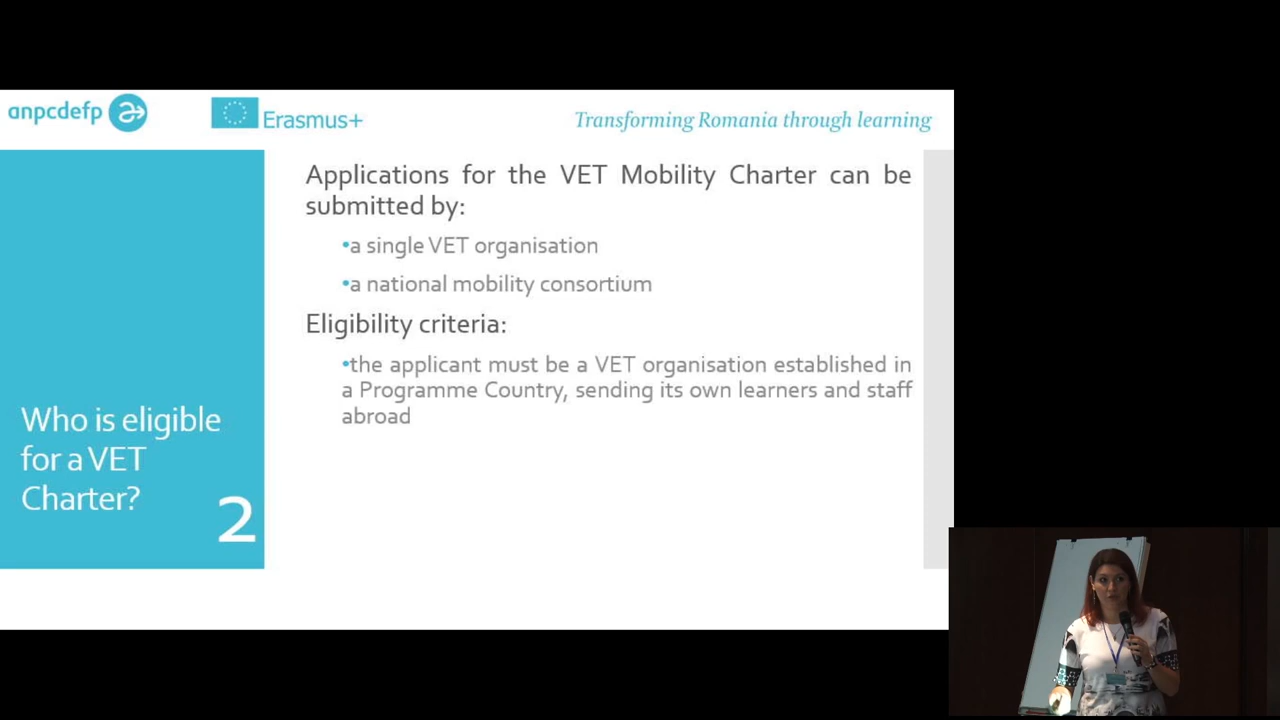 anpcdefp
Erasmus+
Transforming Romania through learning
Applications for the VET Mobility Charter can be
submitted by:
•a single VET organisation
•a national mobility consortium
Eligibility criteria:
•the applicant must be a VET organisation established in
a Programme Country, sending its own learners and staff
abroad
Who is eligible
for a VET
Charter?
2